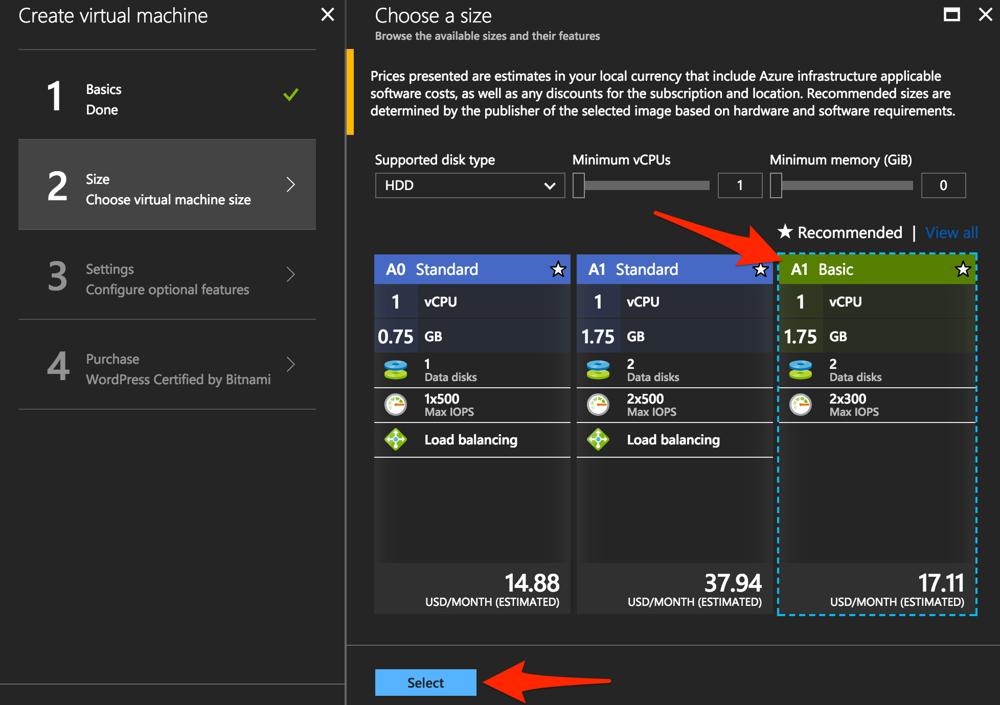 Create virtual machine
1
Basics
Done
2
Size
Choose virtual machine size
3
Settings
Configure optional features
4
Purchase
WordPress Certified by Bitnami
Choose a size
Browse the available sizes and their features
Prices presented are estimates in your local currency that include Azure infrastructure applicable
software costs, as well as any discounts for the subscription and location. Recommended sizes are
determined by the publisher of the selected image based on hardware and software requirements.
Supported disk type
HDD
Minimum vCPUs
1
Minimum memory (GiB)
0
★ Recommended | View all
A0 Standard
1 vCPU
0.75 GB
1
Data disks
1x500
Max IOPS
Load balancing
14.88
USD/MONTH (ESTIMATED)
A1 Standard
1 vCPU
1.75 GB
2
Data disks
2x500
Max IOPS
Load balancing
37.94
USD/MONTH (ESTIMATED)
A1 Basic
1 vCPU
1.75 GB
2
Data disks
2x300
Max IOPS
17.11
USD/MONTH (ESTIMATED)
Select